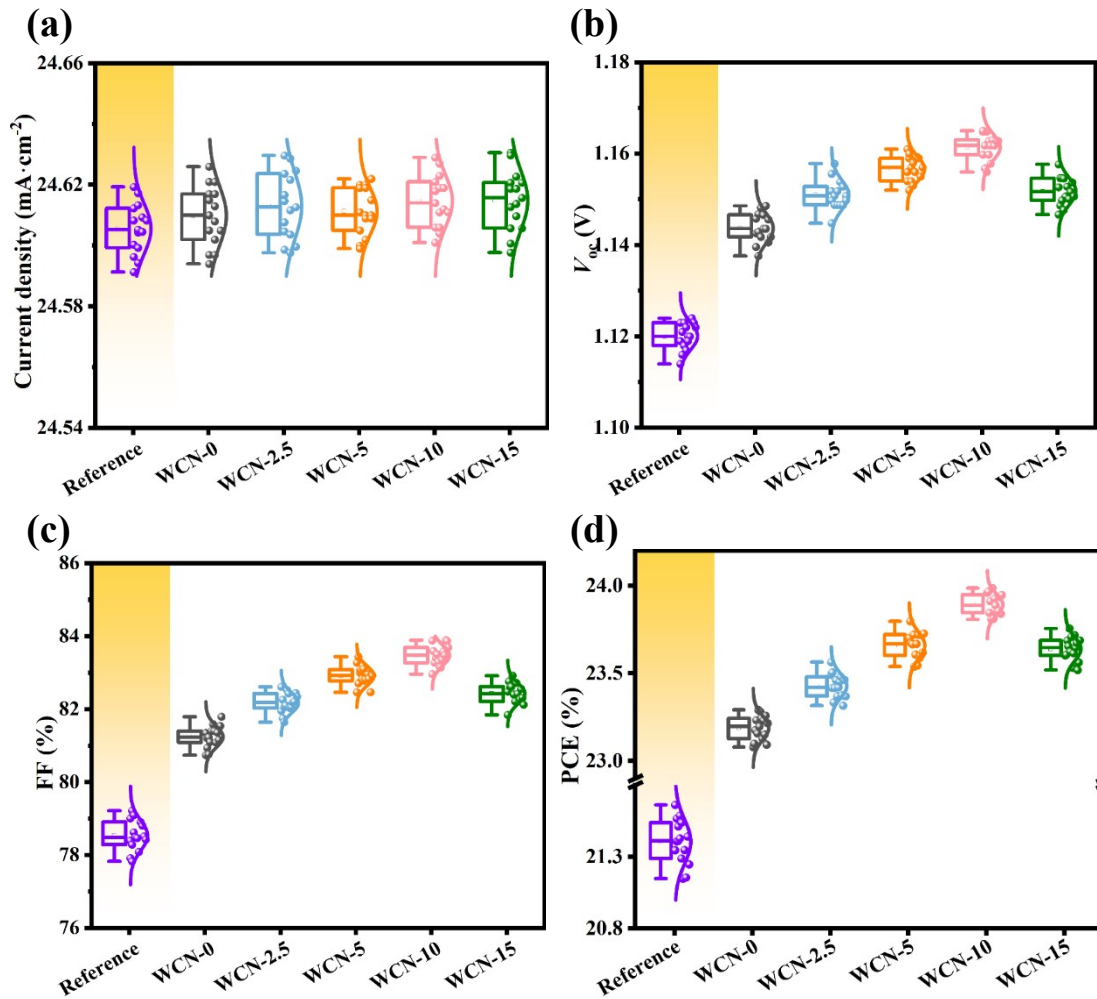 (a)
Current density (mA·cm⁻²)
24.66
24.62
24.58
24.54
Reference
WCN-0
WCN-2.5
WCN-5
WCN-10
WCN-15
(b)
Voc (V)
1.18
1.16
1.14
1.12
1.10
Reference
WCN-0
WCN-2.5
WCN-5
WCN-10
WCN-15
(c)
FF (%)
86
84
82
80
78
76
Reference
WCN-0
WCN-2.5
WCN-5
WCN-10
WCN-15
(d)
PCE (%)
24.0
23.5
23.0
21.3
20.8
Reference
WCN-0
WCN-2.5
WCN-5
WCN-10
WCN-15